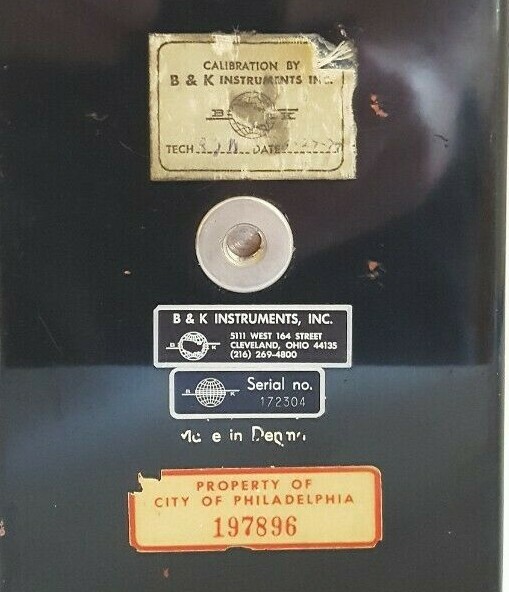 CALIBRATION BY
B & K INSTRUMENTS INC.
B K
TECH DATE
B & K INSTRUMENTS, INC.
5111 WEST 164 STREET
CLEVELAND, OHIO 44135
(216) 269-4800
B K
Serial no.
B K
172304
in
PROPERTY OF
CITY OF PHILADELPHIA
197896